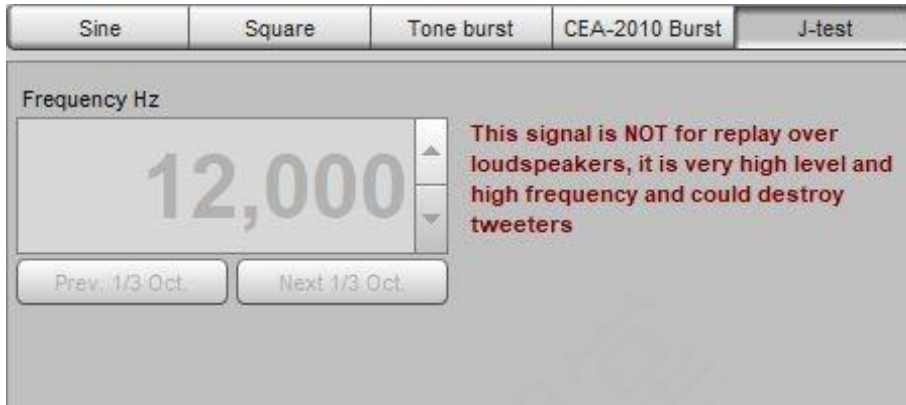 Sine
Square
Tone burst
CEA-2010 Burst
J-test
Frequency Hz
12,000
This signal is NOT for replay over
loudspeakers, it is very high level and
high frequency and could destroy
tweeters
Prev. 1/3 Oct.
Next 1/3 Oct.